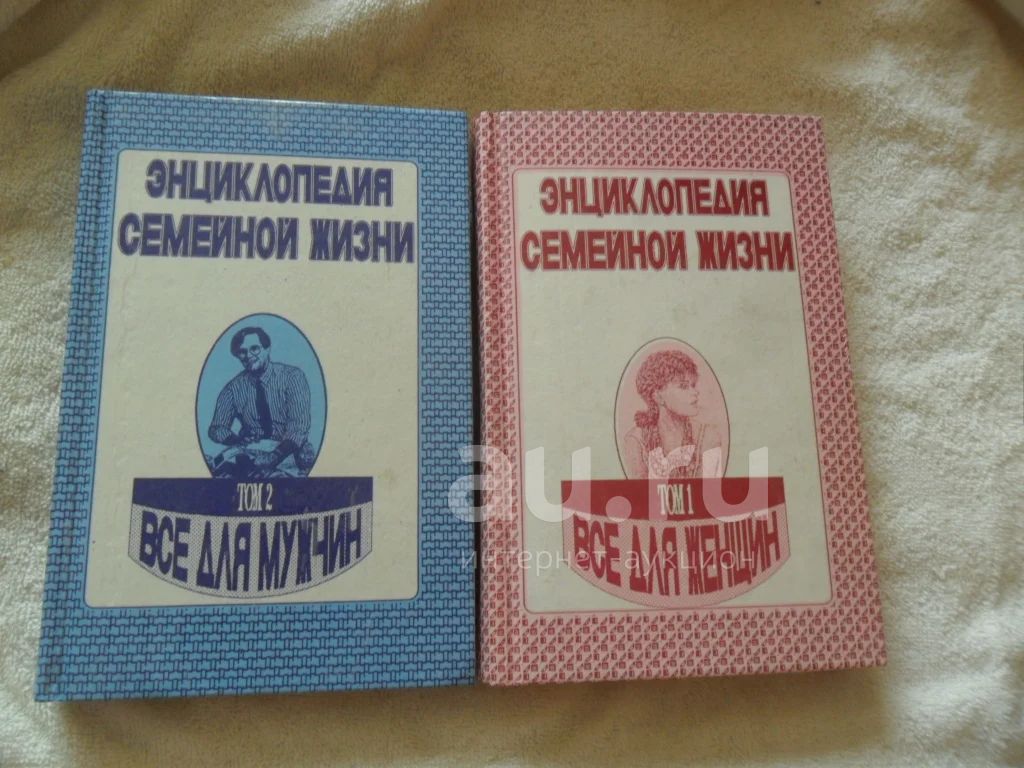 ЭНЦИКЛОПЕДИЯ
СЕМЕЙНОЙ ЖИЗНИ
ТОМ 2
ВСЕ ДЛЯ МУЖЧИН
ЭНЦИКЛОПЕДИЯ
СЕМЕЙНОЙ ЖИЗНИ
ТОМ 1
ВСЕ ДЛЯ ЖЕНЩИН
au.ru
интернет-аукцион